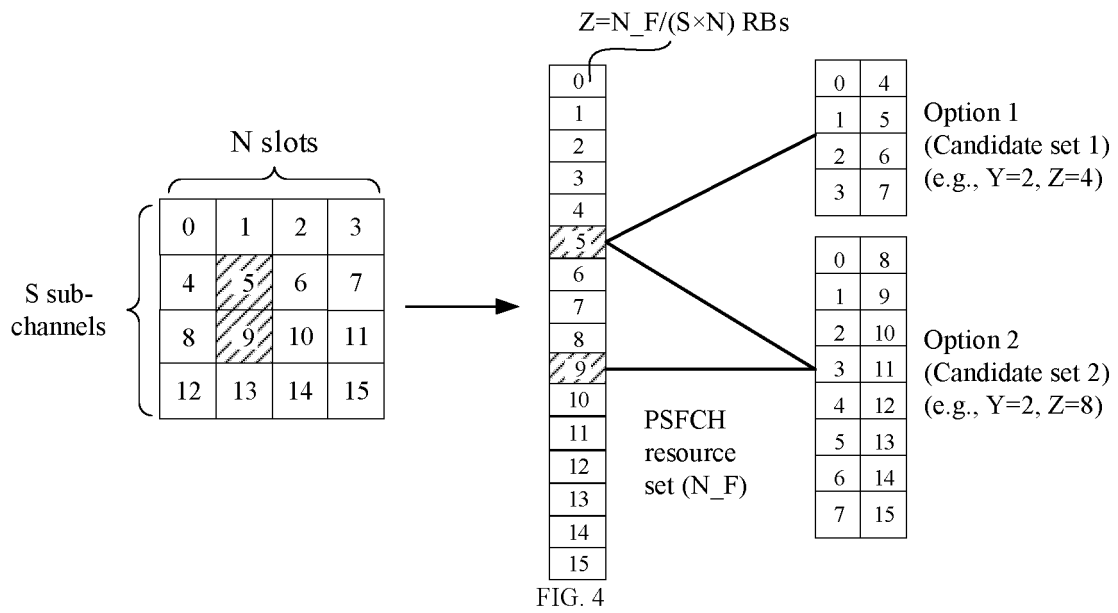 Z=N_F/(S×N) RBs
N slots
S sub-
channels
0 1 2 3
4 5 6 7
8 9 10 11
12 13 14 15
0
1
2
3
4
5
6
7
8
9
10
11
12
13
14
15
PSFCH
resource
set (N_F)
0 4
1 5
2 6
3 7
Option 1
(Candidate set 1)
(e.g., Y=2, Z=4)
0 8
1 9
2 10
3 11
4 12
5 13
6 14
7 15
Option 2
(Candidate set 2)
(e.g., Y=2, Z=8)
FIG. 4